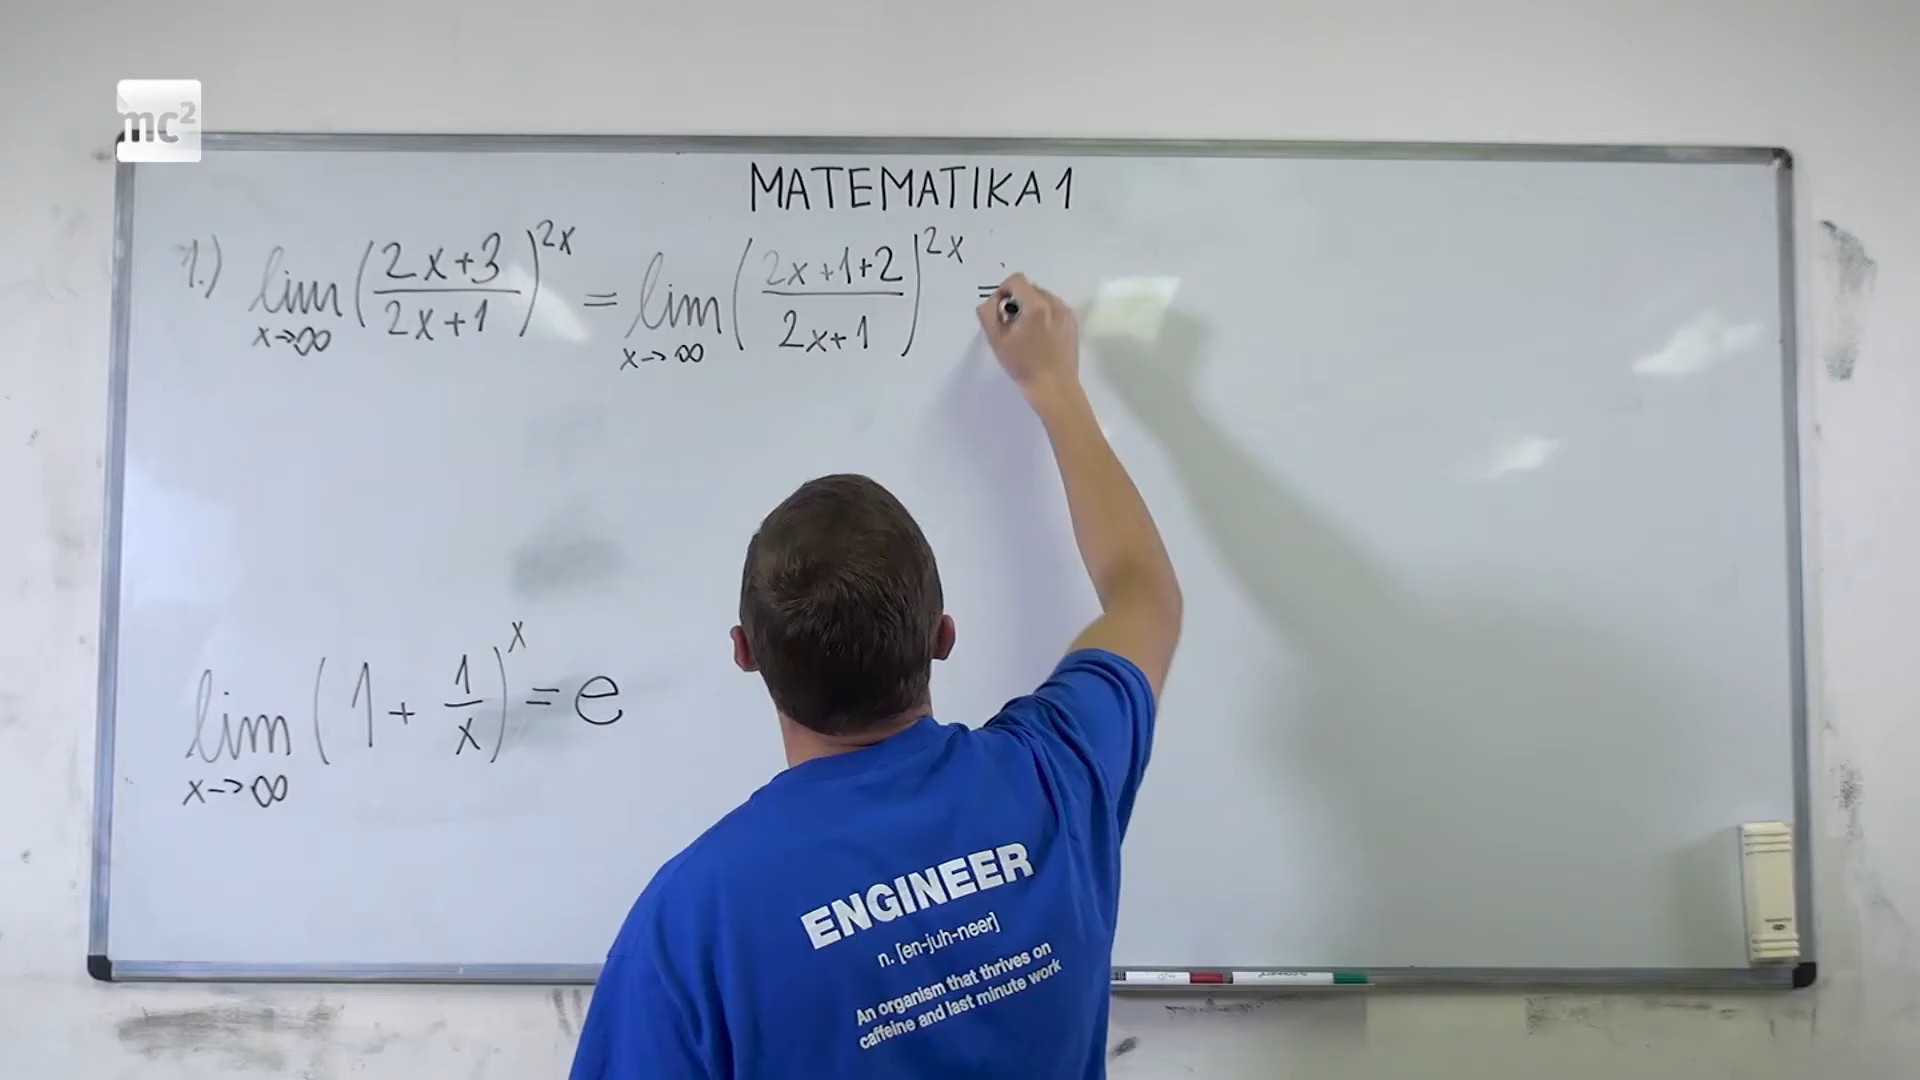 mc²
MATEMATIKA 1
1.) lim x→∞ ((2x+3)/(2x+1))^2x = lim x→∞ ((2x+1+2)/(2x+1))^2x =
lim x→∞ (1 + 1/x)^x = e
ENGINEER
n. [en-juh-neer]
An organism that thrives on
caffeine and last minute work